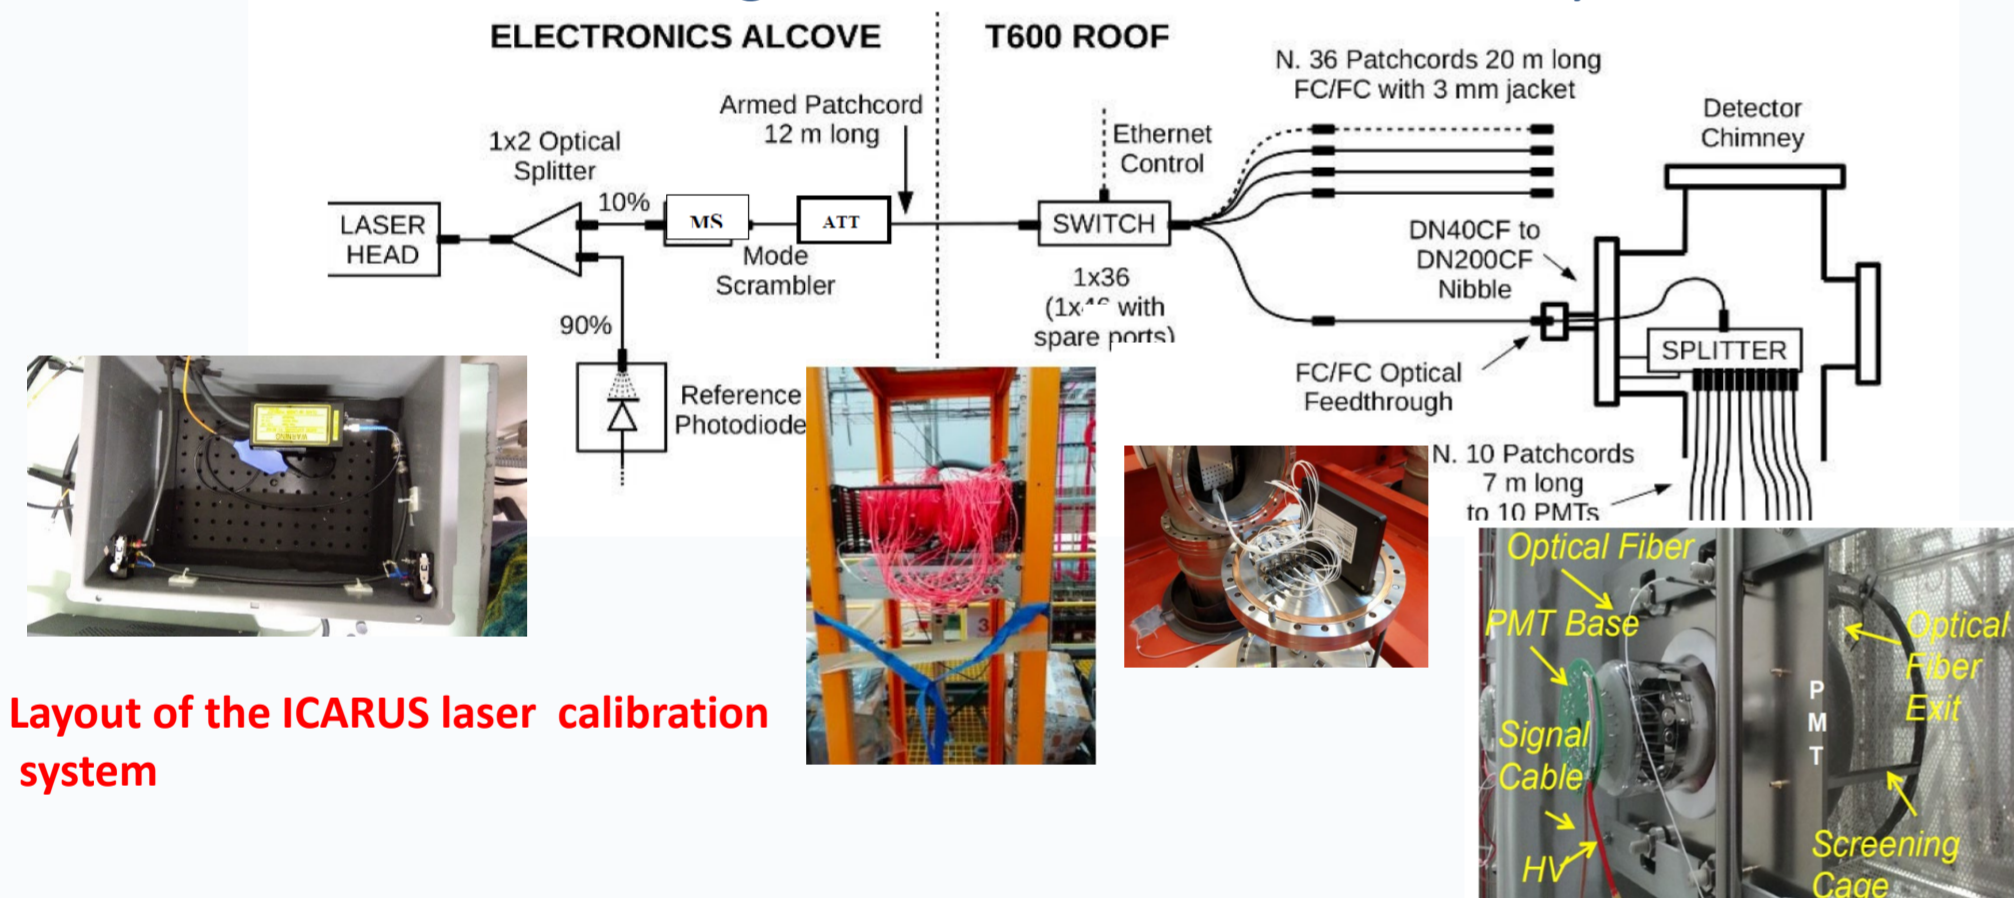 ELECTRONICS ALCOVE
T600 ROOF
N. 36 Patchcords 20 m long
FC/FC with 3 mm jacket
Armed Patchcord
12 m long
Detector
Chimney
1x2 Optical
Splitter
Ethernet
Control
10%
LASER
HEAD
MS
ATT
SWITCH
DN40CF to
DN200CF
Nibble
Mode
Scrambler
1x36
with
spare ports)
90%
SPLITTER
Reference
Photodiode
FC/FC Optical
Feedthrough
N. 10 Patchcords
7 m long
to 10 PMTs
WARNING
3
Optical Fiber
PMT Base
Optical
Fiber
Exit
PMT
Signal
Cable
HV
Screening
Cage
Layout of the ICARUS laser calibration
system